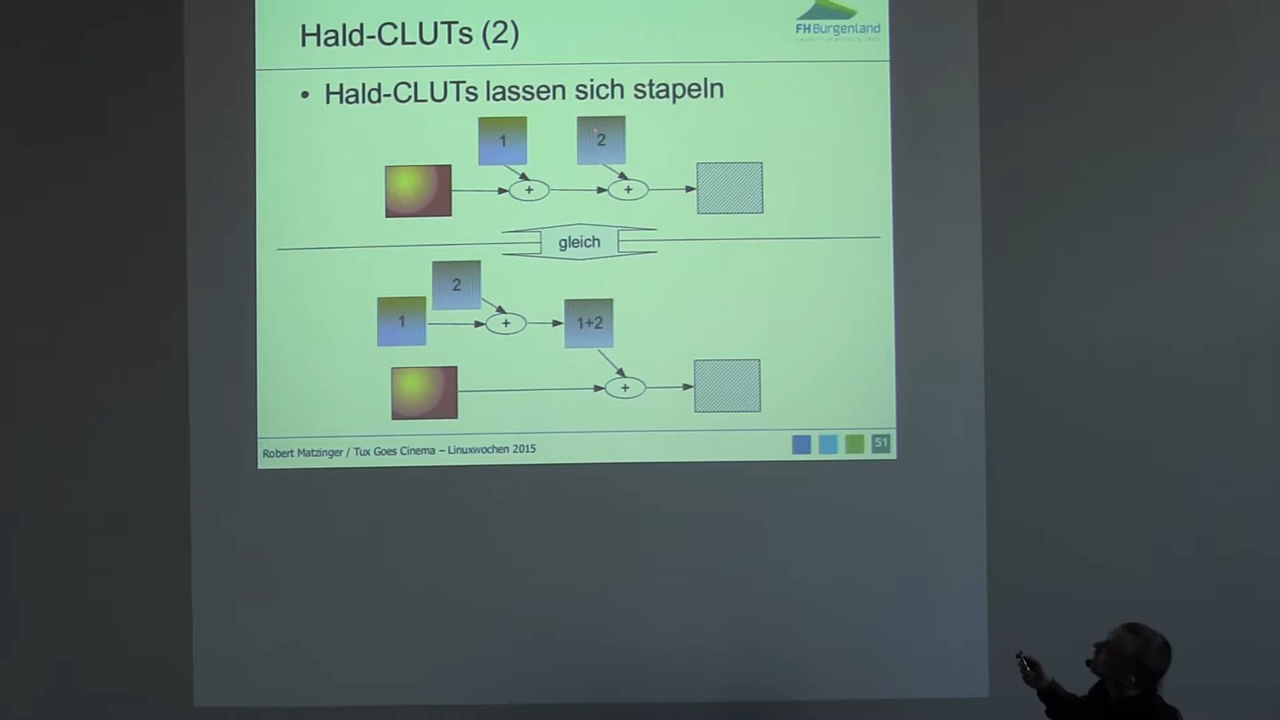 Hald-CLUTs (2)
FH Burgenland
• Hald-CLUTs lassen sich stapeln
1
2
+
+
gleich
2
1
+
1+2
+
Robert Matzinger / Tux Goes Cinema – Linuxwochen 2015
51